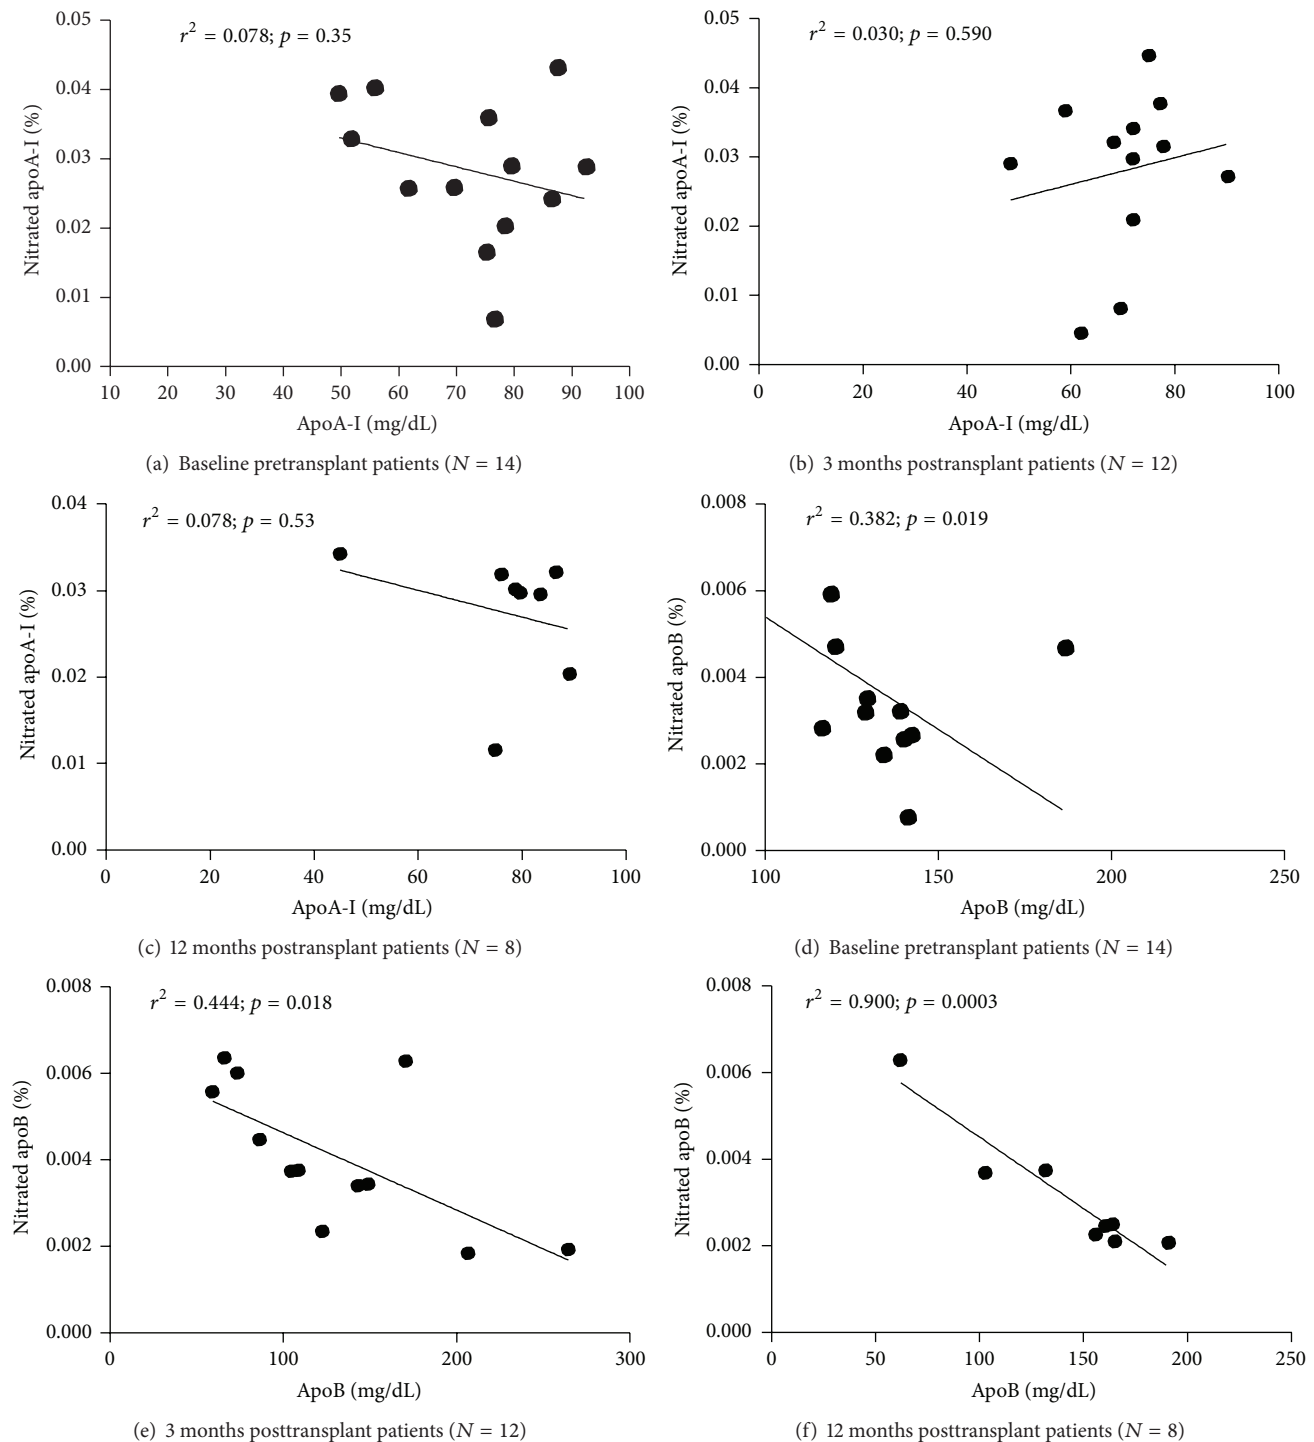 r² = 0.078; p = 0.35
Nitrated apoA-I (%)
0.05
0.04
0.03
0.02
0.01
0.00
10 20 30 40 50 60 70 80 90 100
ApoA-I (mg/dL)
(a) Baseline pretransplant patients (N = 14)
r² = 0.030; p = 0.590
Nitrated apoA-I (%)
0.05
0.04
0.03
0.02
0.01
0.00
0 20 40 60 80 100
ApoA-I (mg/dL)
(b) 3 months postransplant patients (N = 12)
r² = 0.078; p = 0.53
Nitrated apoA-I (%)
0.04
0.03
0.02
0.01
0.00
0 20 40 60 80 100
ApoA-I (mg/dL)
(c) 12 months postransplant patients (N = 8)
r² = 0.382; p = 0.019
Nitrated apoB (%)
0.008
0.006
0.004
0.002
0.000
100 150 200 250
ApoB (mg/dL)
(d) Baseline pretransplant patients (N = 14)
r² = 0.444; p = 0.018
Nitrated apoB (%)
0.008
0.006
0.004
0.002
0.000
0 100 200 300
ApoB (mg/dL)
(e) 3 months posttransplant patients (N = 12)
r² = 0.900; p = 0.0003
Nitrated apoB (%)
0.008
0.006
0.004
0.002
0.000
0 50 100 150 200 250
ApoB (mg/dL)
(f) 12 months posttransplant patients (N = 8)